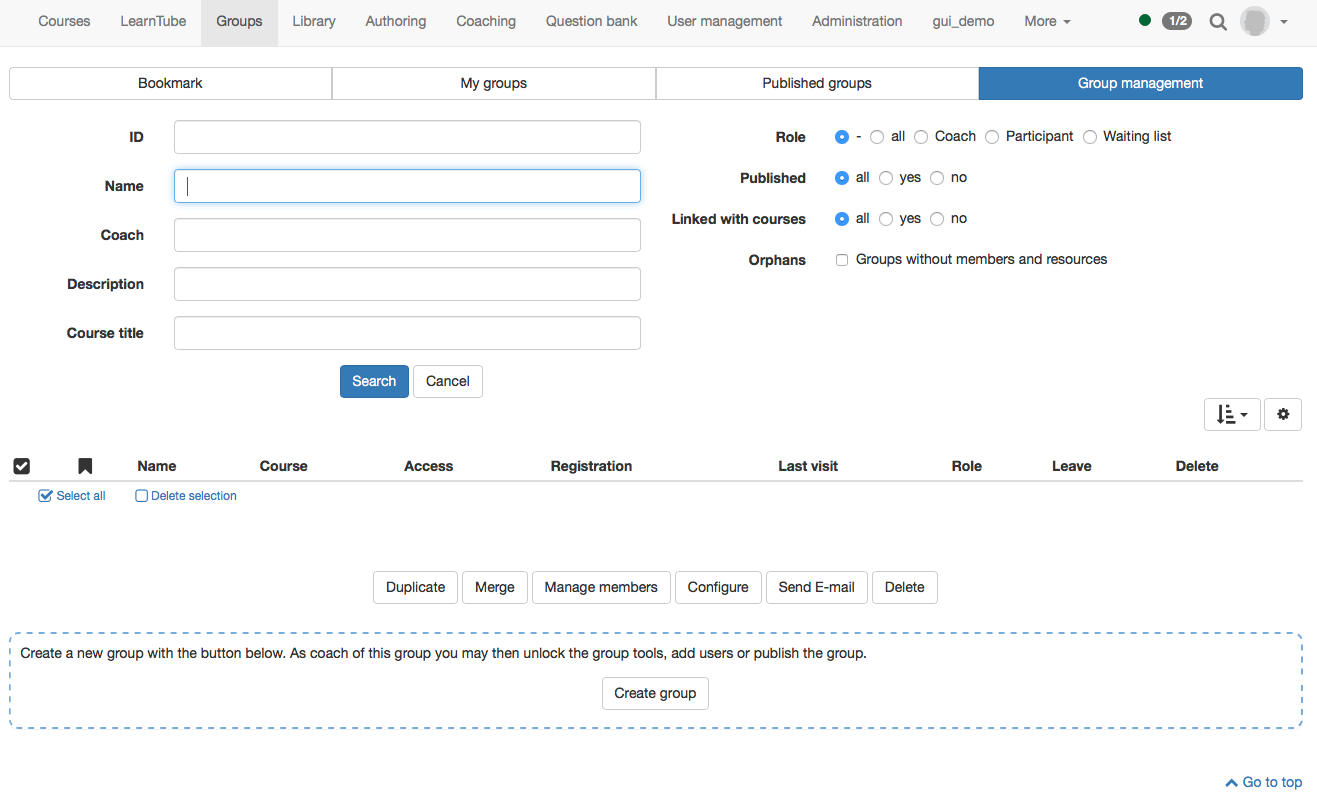 Courses LearnTube Groups Library Authoring Coaching Question bank User management Administration gui_demo More 1/2
Bookmark My groups Published groups Group management
ID
Name
Coach
Description
Course title
Role - all Coach Participant Waiting list
Published all yes no
Linked with courses all yes no
Orphans Groups without members and resources
Search Cancel
Name Course Access Registration Last visit Role Leave Delete
Select all Delete selection
Duplicate Merge Manage members Configure Send E-mail Delete
Create a new group with the button below. As coach of this group you may then unlock the group tools, add users or publish the group.
Create group
Go to top